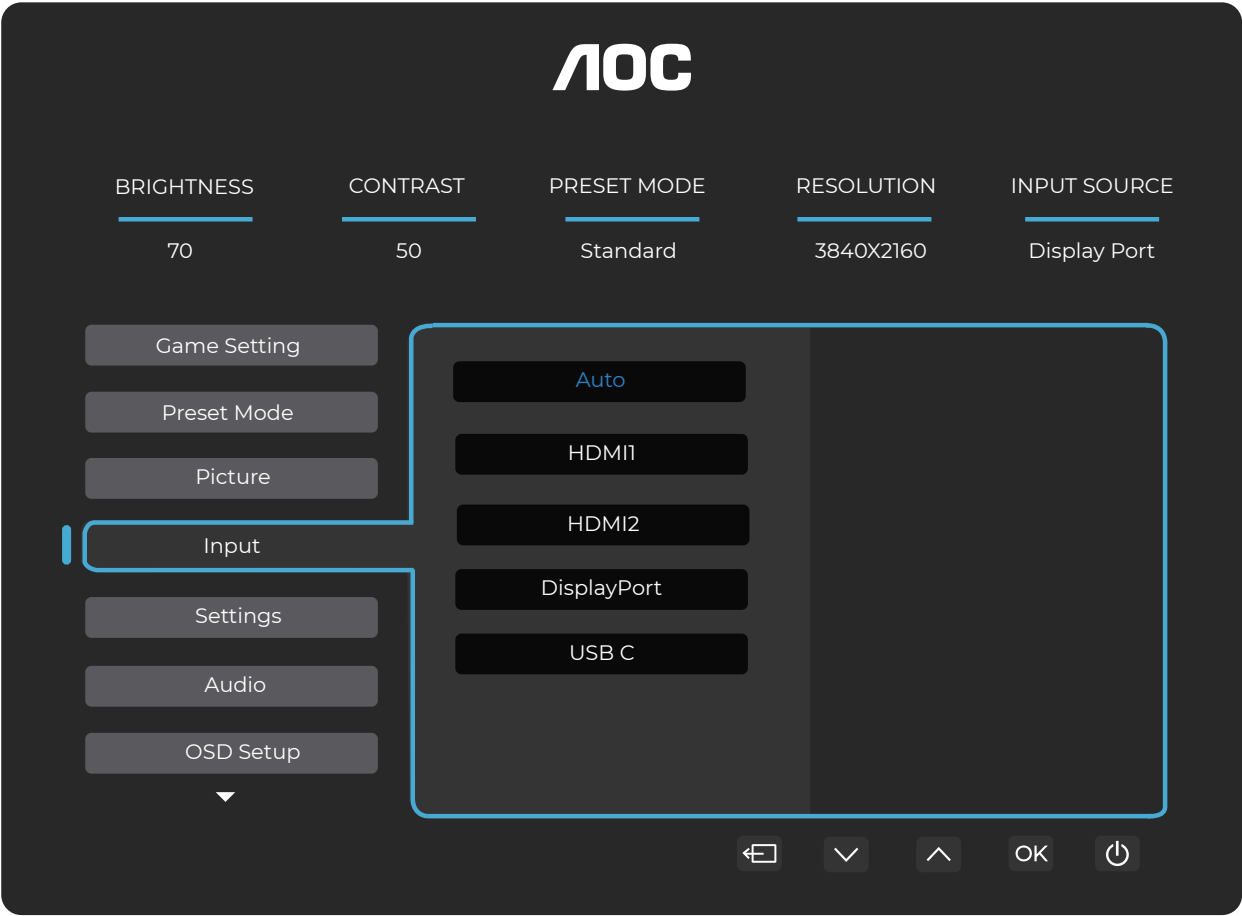 AOC
BRIGHTNESS CONTRAST PRESET MODE RESOLUTION INPUT SOURCE
70 50 Standard 3840X2160 Display Port
Game Setting
Preset Mode
Picture
Input
Settings
Audio
OSD Setup
Auto
HDMI1
HDMI2
DisplayPort
USB C
OK